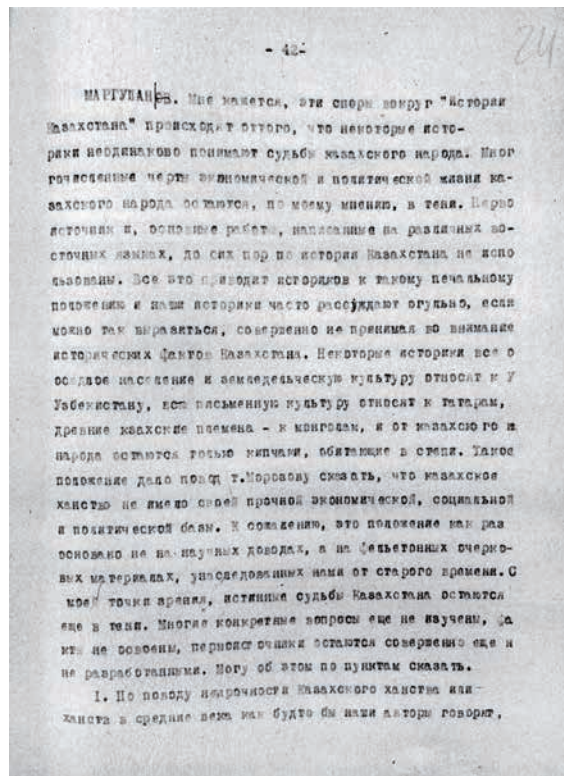 - 42-
24
МАРГУЛАНОВ. Мне кажется, эти споры вокруг "Истории
Казахстана" происходят оттого, что некоторые исто-
рики неодинаково понимают судьбы казахского народа. Мног
гочисленные черты экономической и политической жизни ка-
захского народа остаются, по моему мнению, в тени. Перво
источник и, основные работы, написанные на различных во-
сточных языках, до сих пор по истории Казахстана не испо
льзованы. Все это приводит историков к такому печальному
положению и наши историки часто рассуждают огульно, если
можно так выразиться, совершенно не принимая во внимание
исторических фактов Казахстана. Некоторые историки все о
оседлое население и земледельческую культуру относят к У
Узбекистану, всю письменную культуру относят к татарам,
древние квахские племена - к монголам, и от казахского н
народа остаются только кипчаки, обитающие в степи. Такое
положение дало повод т.Морозову сказать, что казахское
ханство не имело своей прочной экономической, социальной
и политической базы. К сожалению, это положение как раз
основано не на научных доводах, а на фельетонных очерко-
вых материалах, унаследованных нами от старого времени. С
моей точки зрения, истинные судьбы Казахстана остаются
еще в тени. Многие конкретные вопросы еще не изучены, фа
кты не освоены, первоисточники остаются совершенно еще н
не разработанными. Могу об этом по пунктам сказать.
I. По поводу непрочности Казахского ханства или
ханств в средние века как будто бы наши авторы говорят,